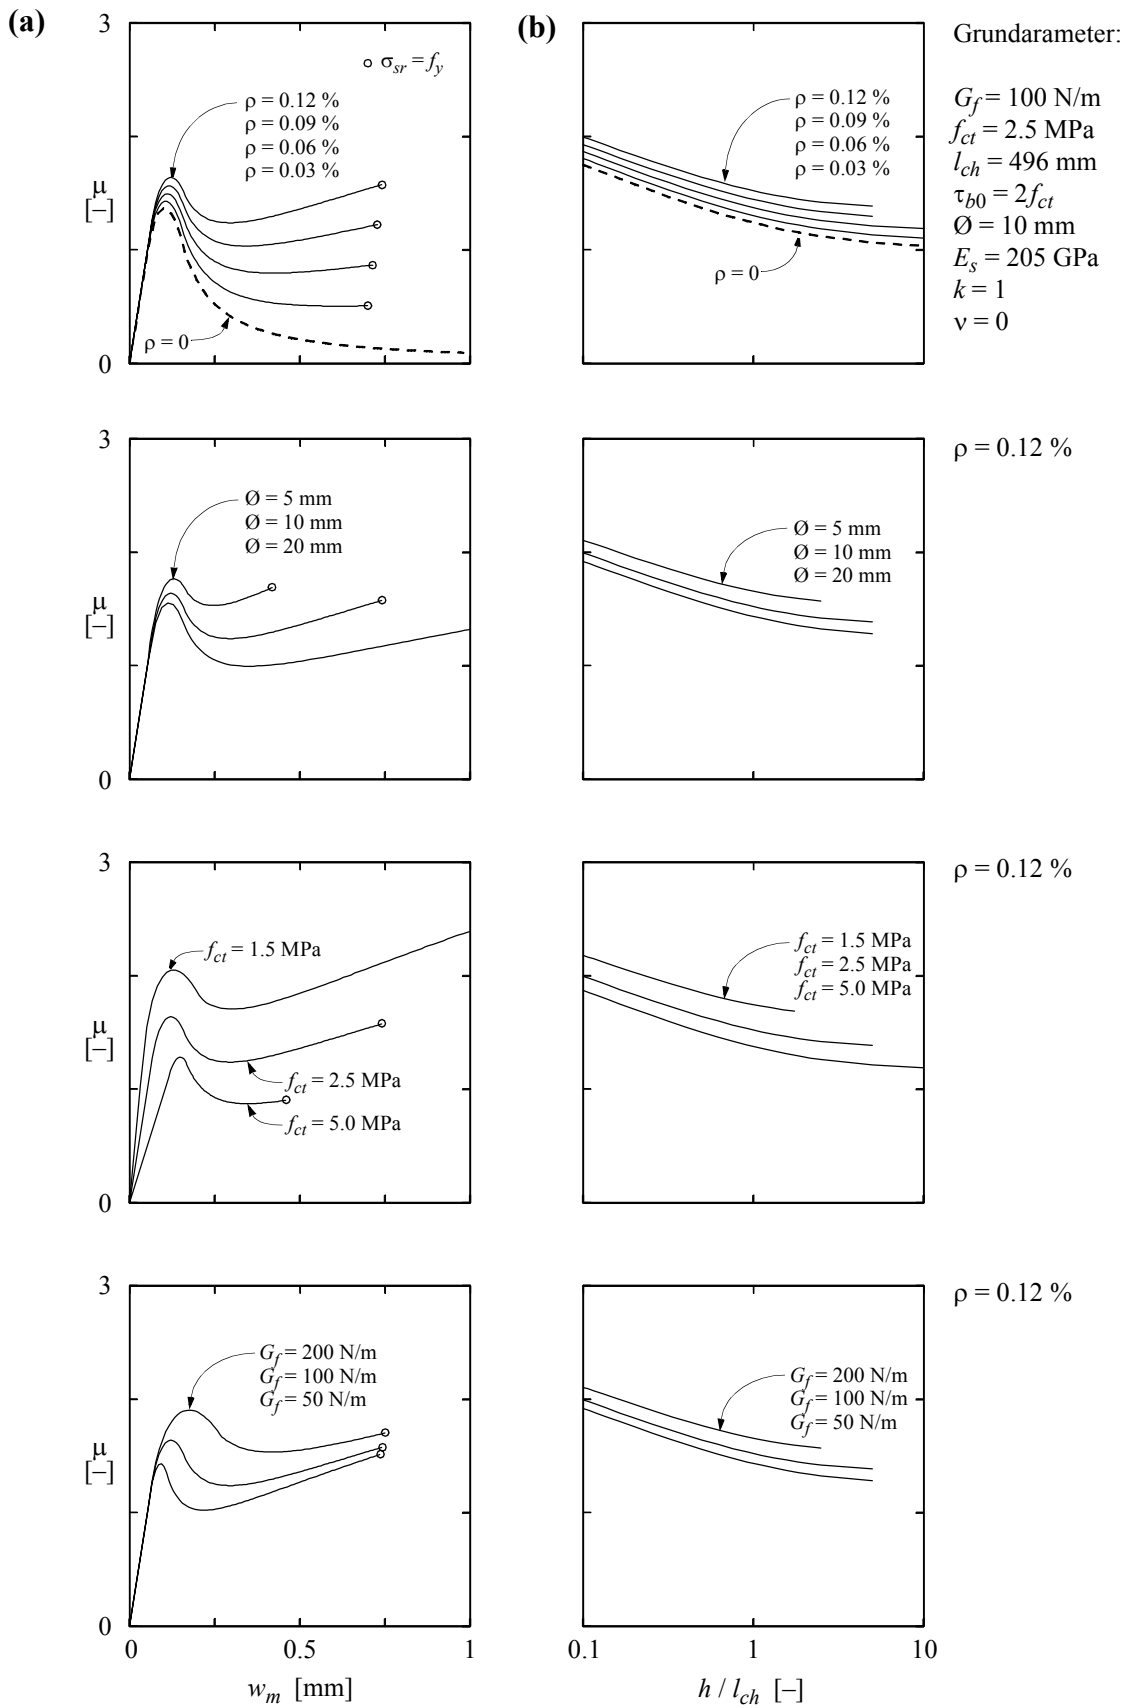 (a)
(b)
Grundarameter:
G_f = 100 N/m
f_ct = 2.5 MPa
l_ch = 496 mm
τ_b0 = 2f_ct
Ø = 10 mm
E_s = 205 GPa
k = 1
ν = 0
3
σ_sr = f_y
ρ = 0.12 %
ρ = 0.09 %
ρ = 0.06 %
ρ = 0.03 %
μ
[–]
ρ = 0
0
ρ = 0.12 %
ρ = 0.09 %
ρ = 0.06 %
ρ = 0.03 %
ρ = 0
3
Ø = 5 mm
Ø = 10 mm
Ø = 20 mm
μ
[–]
0
Ø = 5 mm
Ø = 10 mm
Ø = 20 mm
ρ = 0.12 %
3
f_ct = 1.5 MPa
μ
[–]
f_ct = 2.5 MPa
f_ct = 5.0 MPa
0
f_ct = 1.5 MPa
f_ct = 2.5 MPa
f_ct = 5.0 MPa
ρ = 0.12 %
3
G_f = 200 N/m
G_f = 100 N/m
G_f = 50 N/m
μ
[–]
0
0 0.5 1
w_m [mm]
G_f = 200 N/m
G_f = 100 N/m
G_f = 50 N/m
ρ = 0.12 %
0.1 1 10
h / l_ch [–]